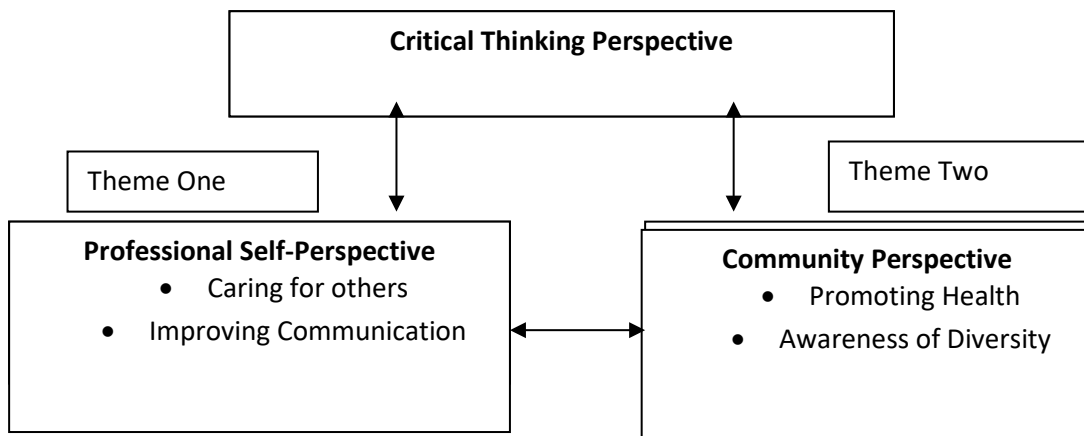 Critical Thinking Perspective
Theme One
Theme Two
Professional Self-Perspective
• Caring for others
• Improving Communication
Community Perspective
• Promoting Health
• Awareness of Diversity